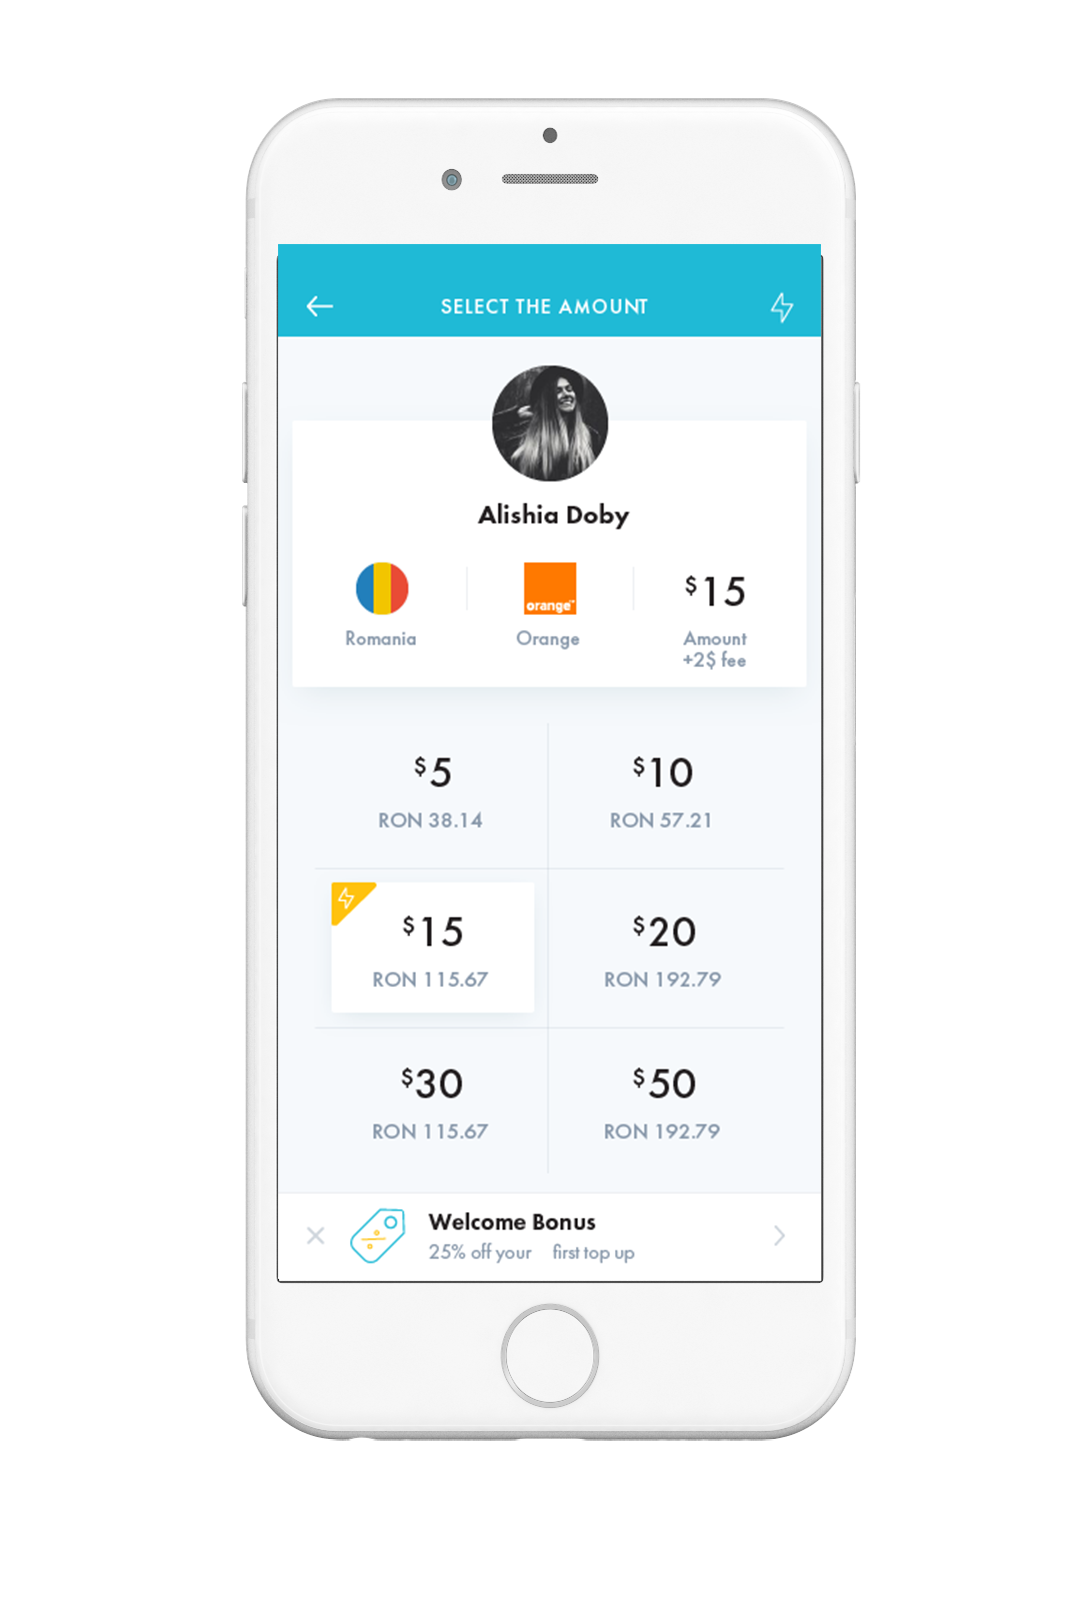 SELECT THE AMOUNT
Alishia Doby
orange™
$15
Romania
Orange
Amount
+2$ fee
$5
$10
RON 38.14
RON 57.21
$15
$20
RON 115.67
RON 192.79
$30
$50
RON 115.67
RON 192.79
Welcome Bonus
25% off your first top up